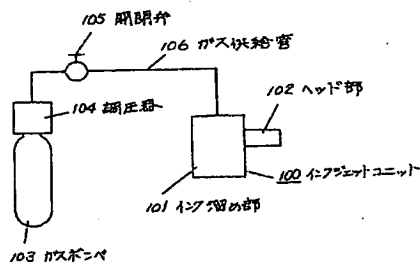 105 開閉弁
106 ガス供給管
104 調圧器
102 ヘッド部
100 インクジェットユニット
101 インク溜め部
103 ガスボンベ